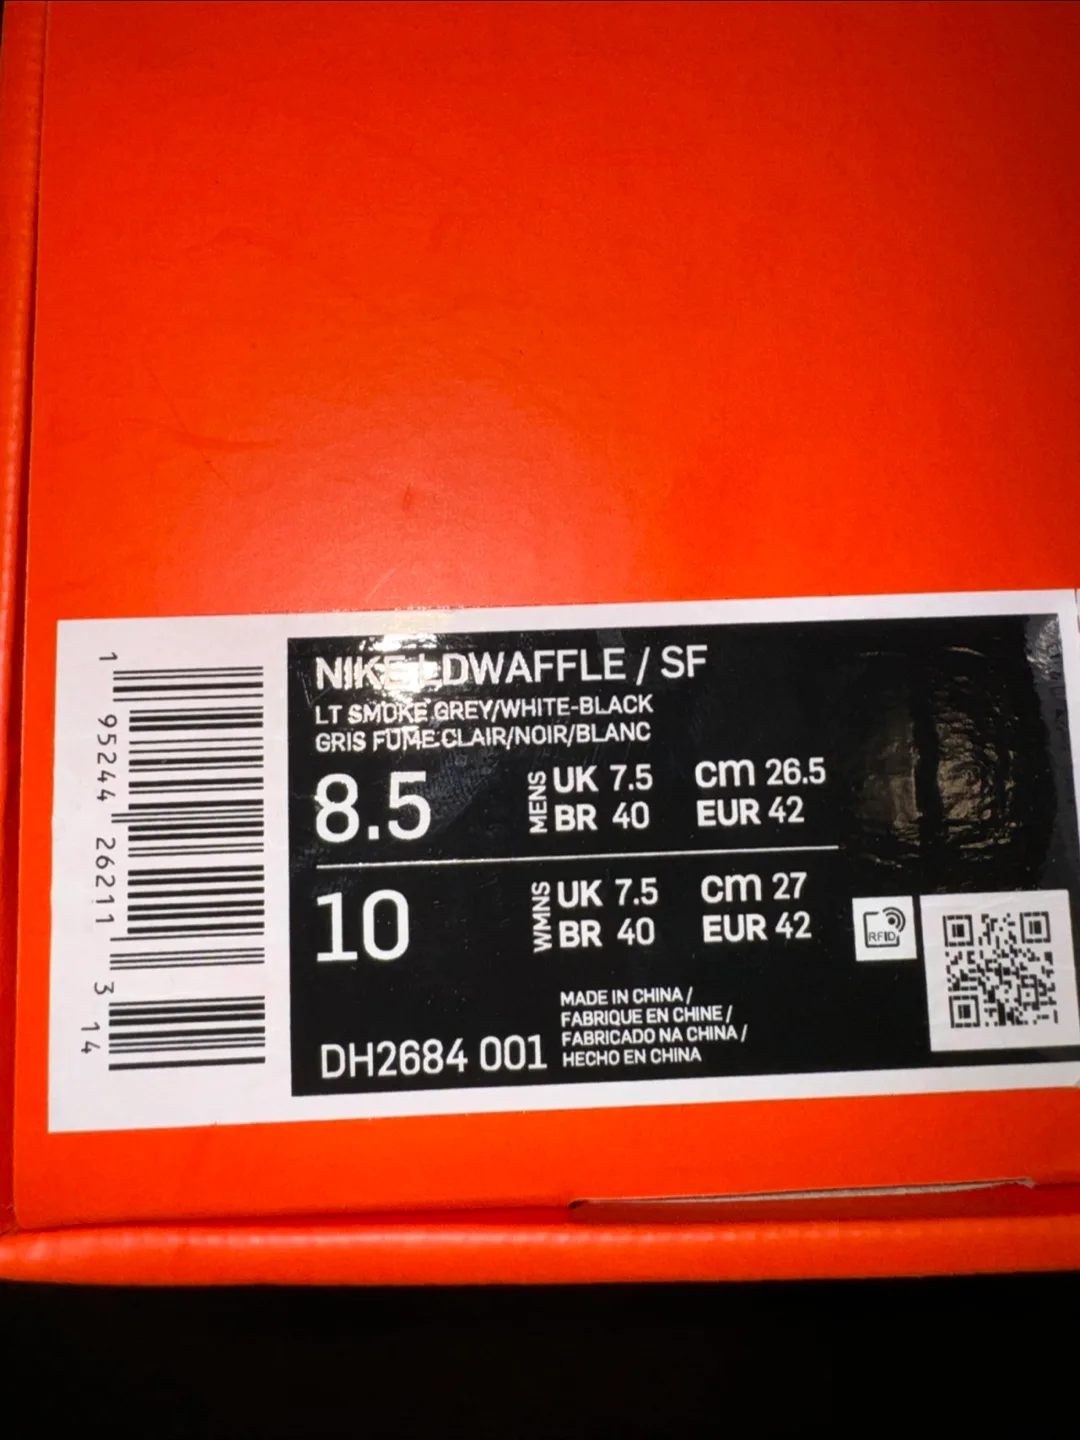 NIKE LDWAFFLE / SF
LT SMOKE GREY/WHITE-BLACK
GRIS FUME CLAIR/NOIR/BLANC
8.5
MENS
UK 7.5 cm 26.5
BR 40 EUR 42
10
WMNS
UK 7.5 cm 27
BR 40 EUR 42
RFID
MADE IN CHINA /
FABRIQUE EN CHINE /
FABRICADO NA CHINA /
HECHO EN CHINA
DH2684 001
1 95244 26211 3 14